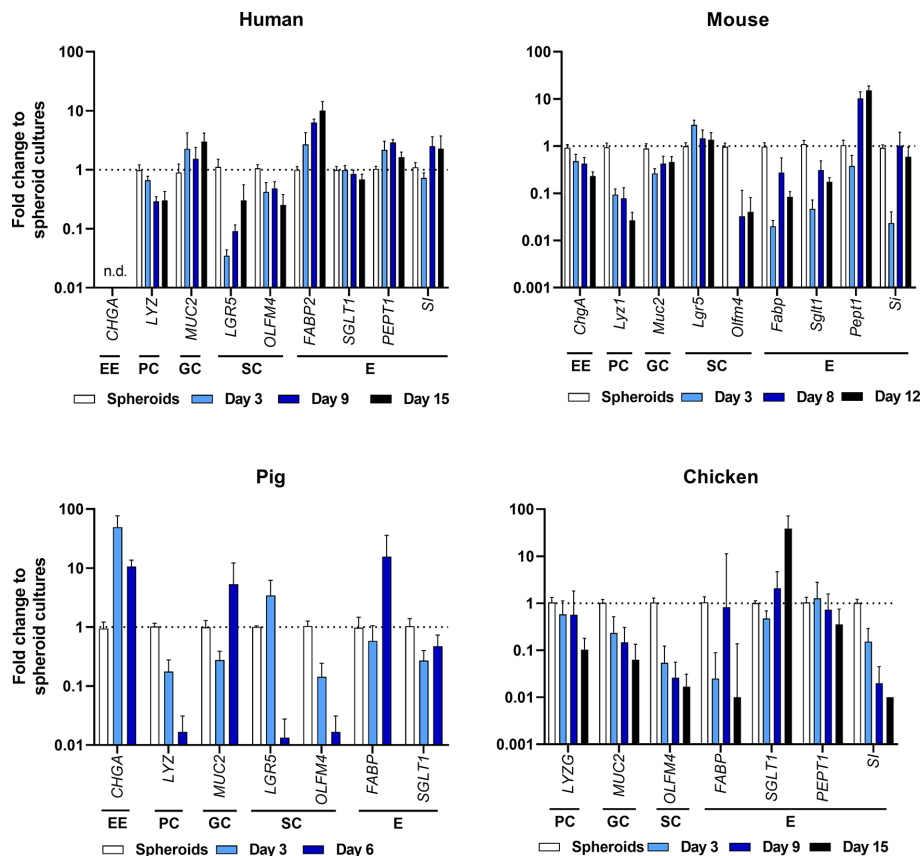 Human
Fold change to
spheroid cultures
100
10
1
0.1
0.01
n.d.
CHGA
LYZ
MUC2
LGR5
OLFM4
FABP2
SGLT1
PEPT1
SI
EE PC GC SC E
Spheroids Day 3 Day 9 Day 15
Mouse
100
10
1
0.1
0.01
0.001
ChgA
Lyz1
Muc2
Lgr5
Olfm4
Fabp
Sglt1
Pept1
Si
EE PC GC SC E
Spheroids Day 3 Day 8 Day 12
Pig
Fold change to
spheroid cultures
100
10
1
0.1
0.01
CHGA
LYZ
MUC2
LGR5
OLFM4
FABP
SGLT1
EE PC GC SC E
Spheroids Day 3 Day 6
Chicken
100
10
1
0.1
0.01
0.001
LYZG
MUC2
OLFM4
FABP
SGLT1
PEPT1
SI
PC GC SC E
Spheroids Day 3 Day 9 Day 15